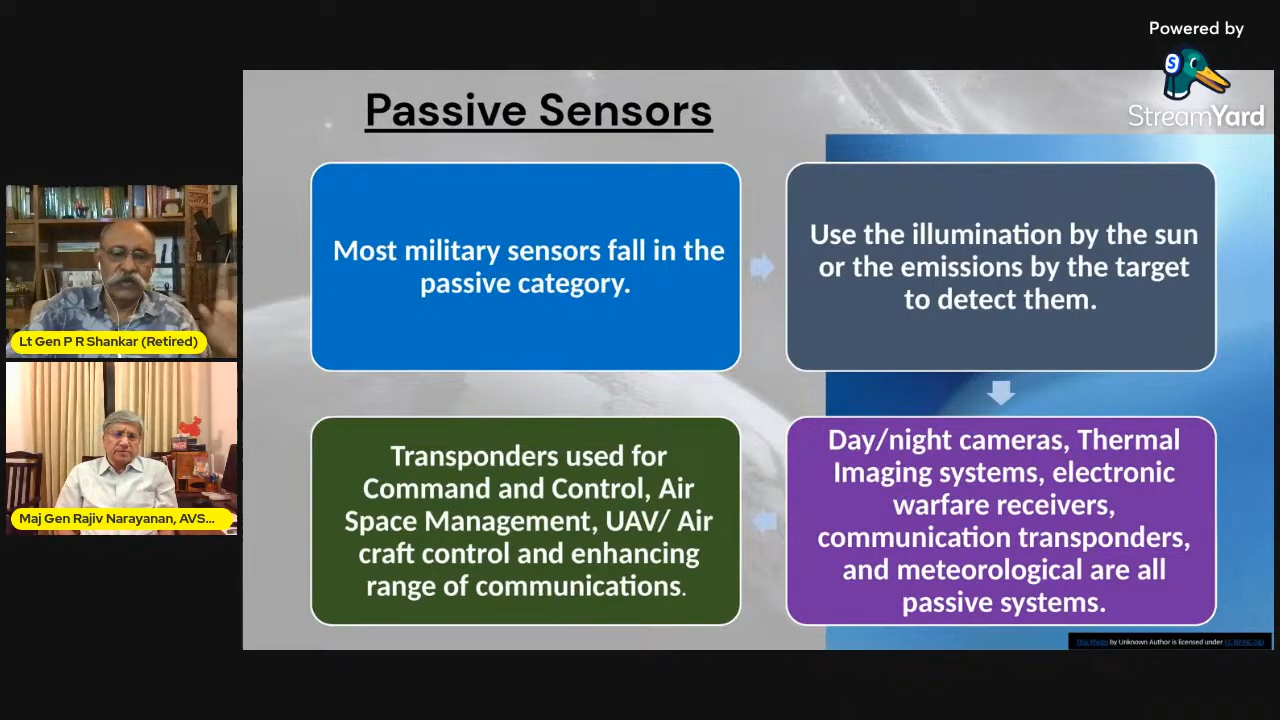 Powered by
StreamYard
Passive Sensors
Most military sensors fall in the
passive category.
Use the illumination by the sun
or the emissions by the target
to detect them.
Day/night cameras, Thermal
Imaging systems, electronic
warfare receivers,
communication transponders,
and meteorological are all
passive systems.
Transponders used for
Command and Control, Air
Space Management, UAV/ Air
craft control and enhancing
range of communications.
Lt Gen P R Shankar (Retired)
Maj Gen Rajiv Narayanan, AVS...
This Photo by Unknown Author is licensed under